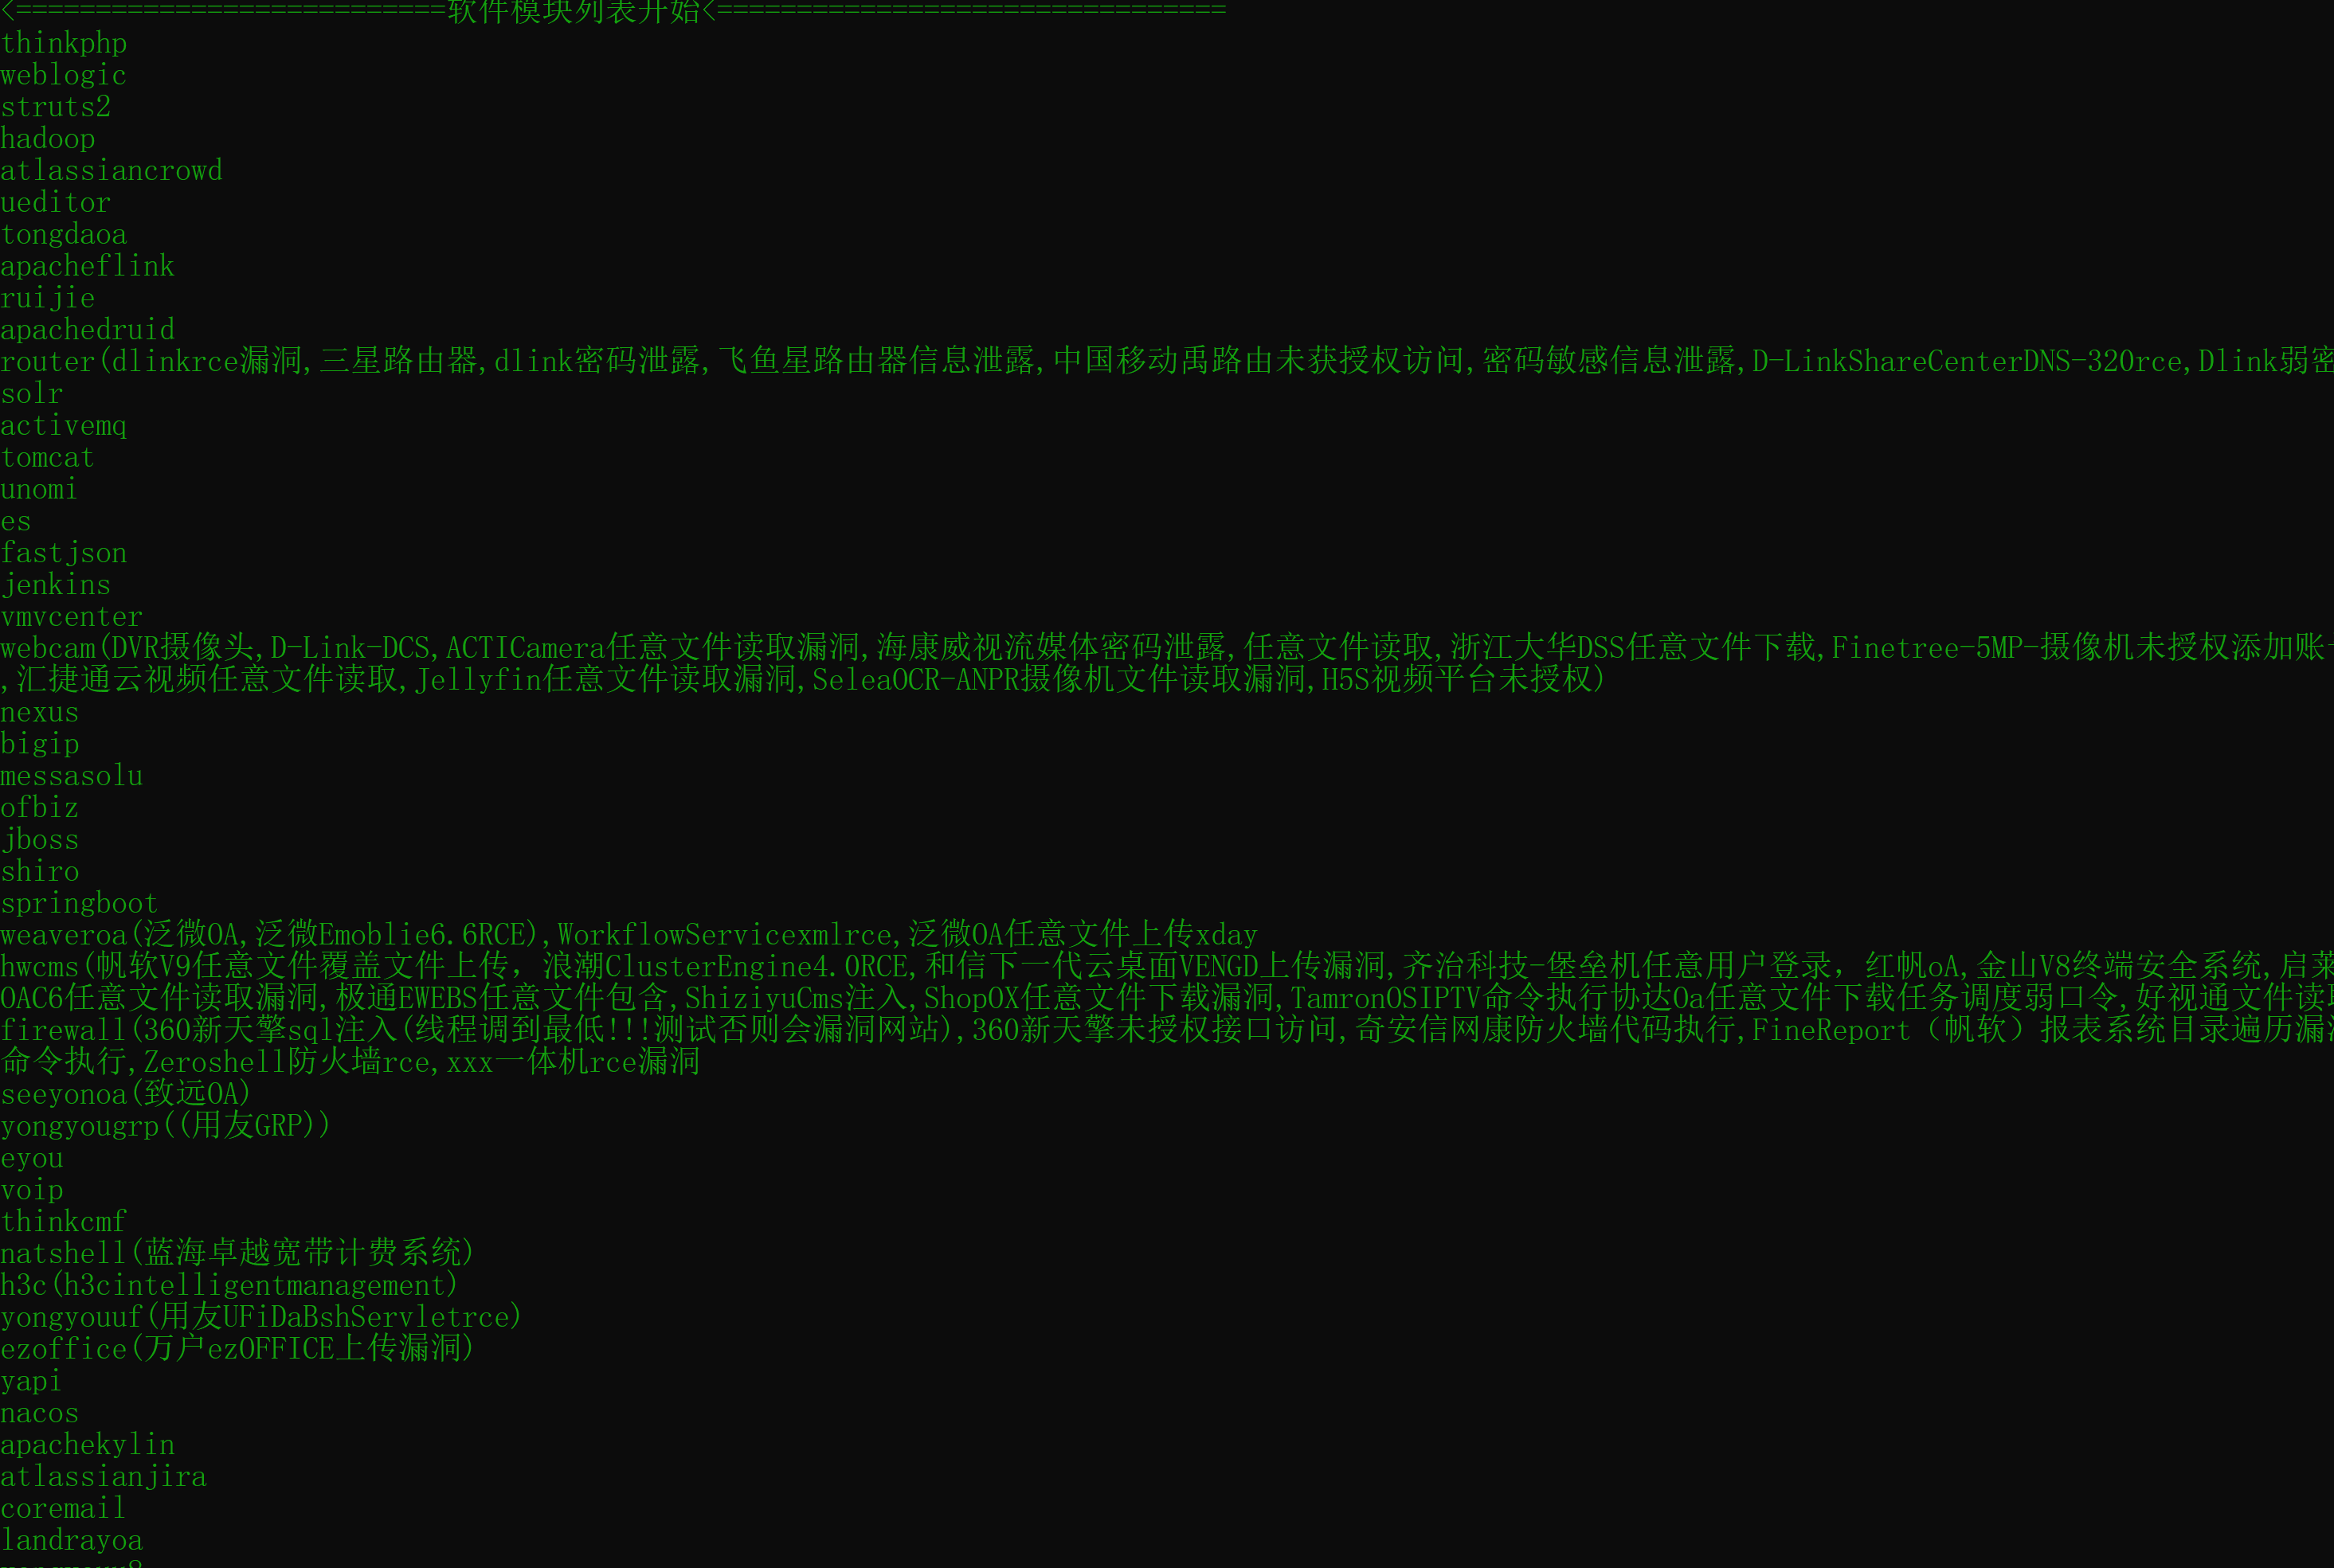 <===========================软件模块列表开始<================================
thinkphp
weblogic
struts2
hadoop
atlassiancrowd
ueditor
tongdaoa
apacheflink
ruijie
apachedruid
router(dlinkrce漏洞,三星路由器,dlink密码泄露,飞鱼星路由器信息泄露,中国移动禹路由未获授权访问,密码敏感信息泄露,D-LinkShareCenterDNS-320rce,Dlink弱密
solr
activemq
tomcat
unomi
es
fastjson
jenkins
vmvcenter
webcam(DVR摄像头,D-Link-DCS,ACTICamera任意文件读取漏洞,海康威视流媒体密码泄露,任意文件读取,浙江大华DSS任意文件下载,Finetree-5MP-摄像机未授权添加账
,汇捷通云视频任意文件读取,Jellyfin任意文件读取漏洞,SeleaOCR-ANPR摄像机文件读取漏洞,H5S视频平台未授权)
nexus
bigip
messasolu
ofbiz
jboss
shiro
springboot
weaveroa(泛微OA,泛微Emoblie6.6RCE),WorkflowServicexmlrce,泛微OA任意文件上传xday
hwcms(帆软V9任意文件覆盖文件上传，浪潮ClusterEngine4.0RCE,和信下一代云桌面VENGD上传漏洞,齐治科技-堡垒机任意用户登录，红帆oA,金山V8终端安全系统,启莱
OAC6任意文件读取漏洞,极通EWEBS任意文件包含,ShiziyuCms注入,ShopOX任意文件下载漏洞,TamronOSIPTV命令执行协达Oa任意文件下载任务调度弱口令,好视通文件读取
firewall(360新天擎sql注入(线程调到最低!!!测试否则会漏洞网站),360新天擎未授权接口访问,奇安信网康防火墙代码执行,FineReport（帆软）报表系统目录遍历漏洞
命令执行,Zeroshell防火墙rce,xxx一体机rce漏洞
seeyonoa(致远OA)
yongyougrp((用友GRP))
eyou
voip
thinkcmf
natshell(蓝海卓越宽带计费系统)
h3c(h3cintelligentmanagement)
yongyouuf(用友UFiDaBshServletrce)
ezoffice(万户ezOFFICE上传漏洞)
yapi
nacos
apachekylin
atlassianjira
coremail
landrayoa